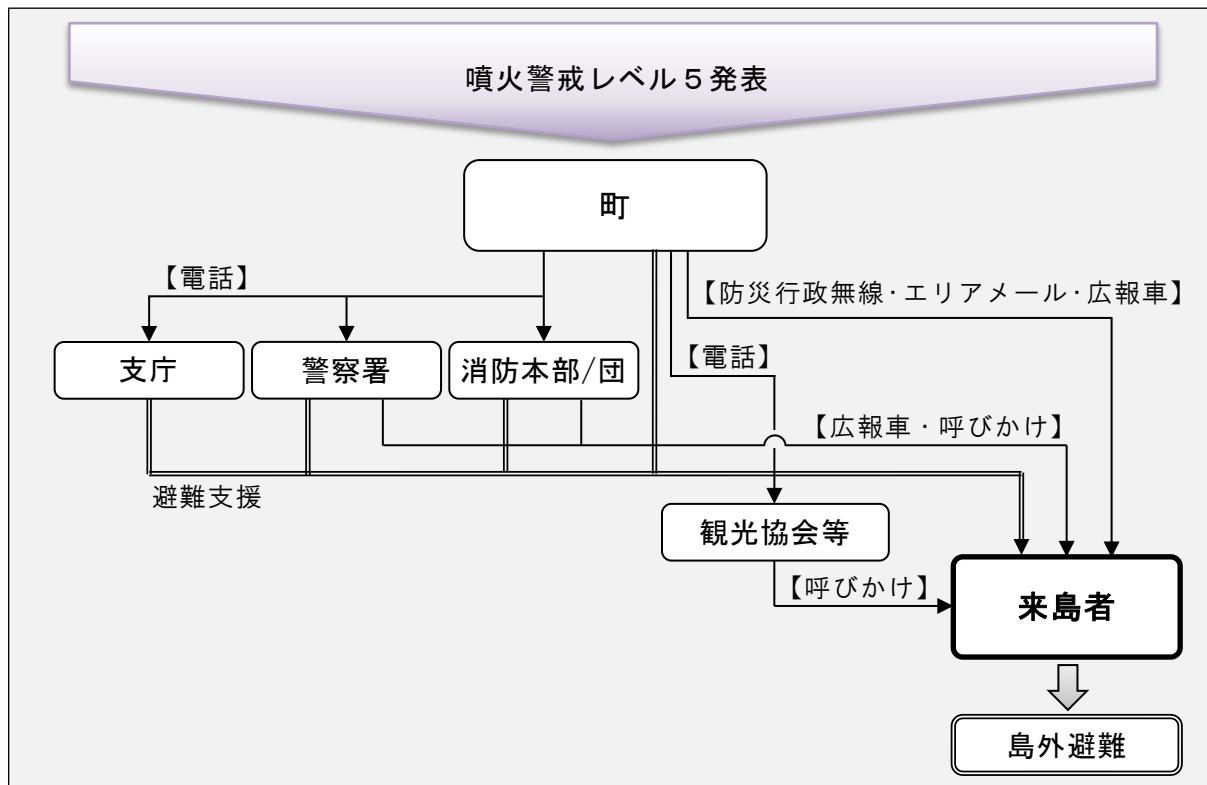 噴火警戒レベル５発表
町
【電話】
【防災行政無線・エリアメール・広報車】
支庁
警察署
消防本部/団
【電話】
【広報車・呼びかけ】
避難支援
観光協会等
【呼びかけ】
来島者
島外避難